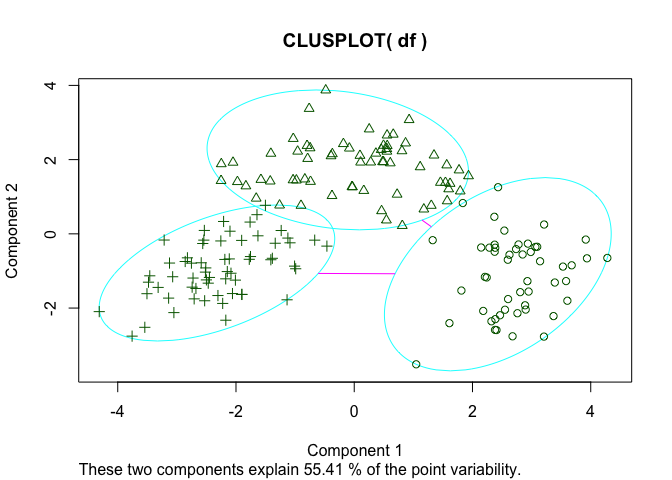 CLUSPLOT( df )
4
2
0
-2
Component 2
-4
-2
0
2
4
Component 1
These two components explain 55.41 % of the point variability.